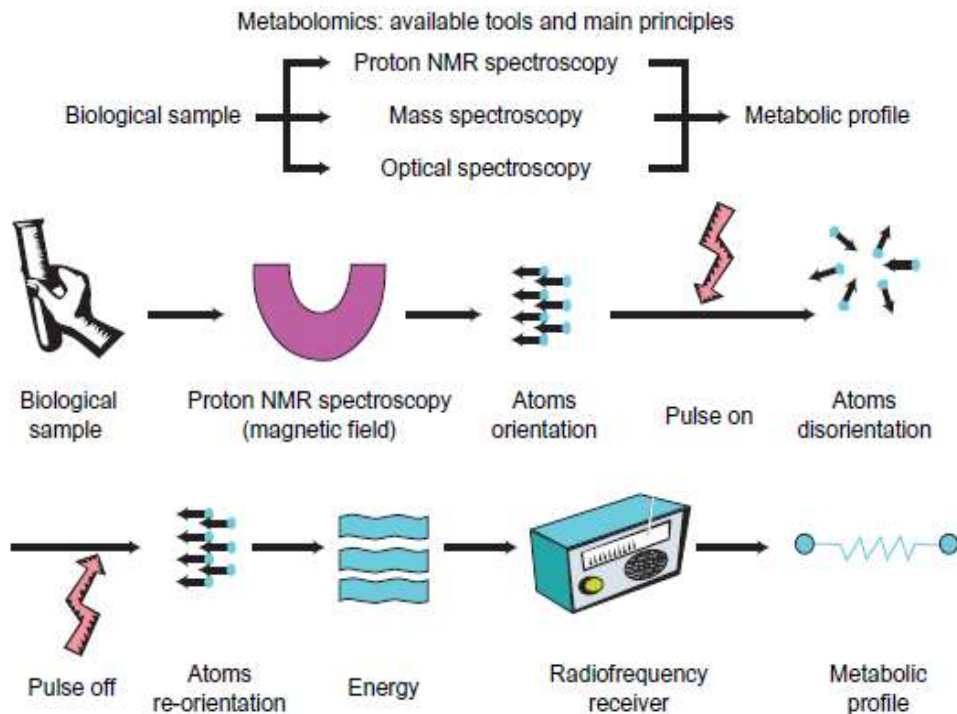 Metabolomics: available tools and main principles
Proton NMR spectroscopy
Biological sample
Mass spectroscopy
Metabolic profile
Optical spectroscopy
Biological
sample
Proton NMR spectroscopy
(magnetic field)
Atoms
orientation
Pulse on
Atoms
disorientation
Pulse off
Atoms
re-orientation
Energy
Radiofrequency
receiver
Metabolic
profile